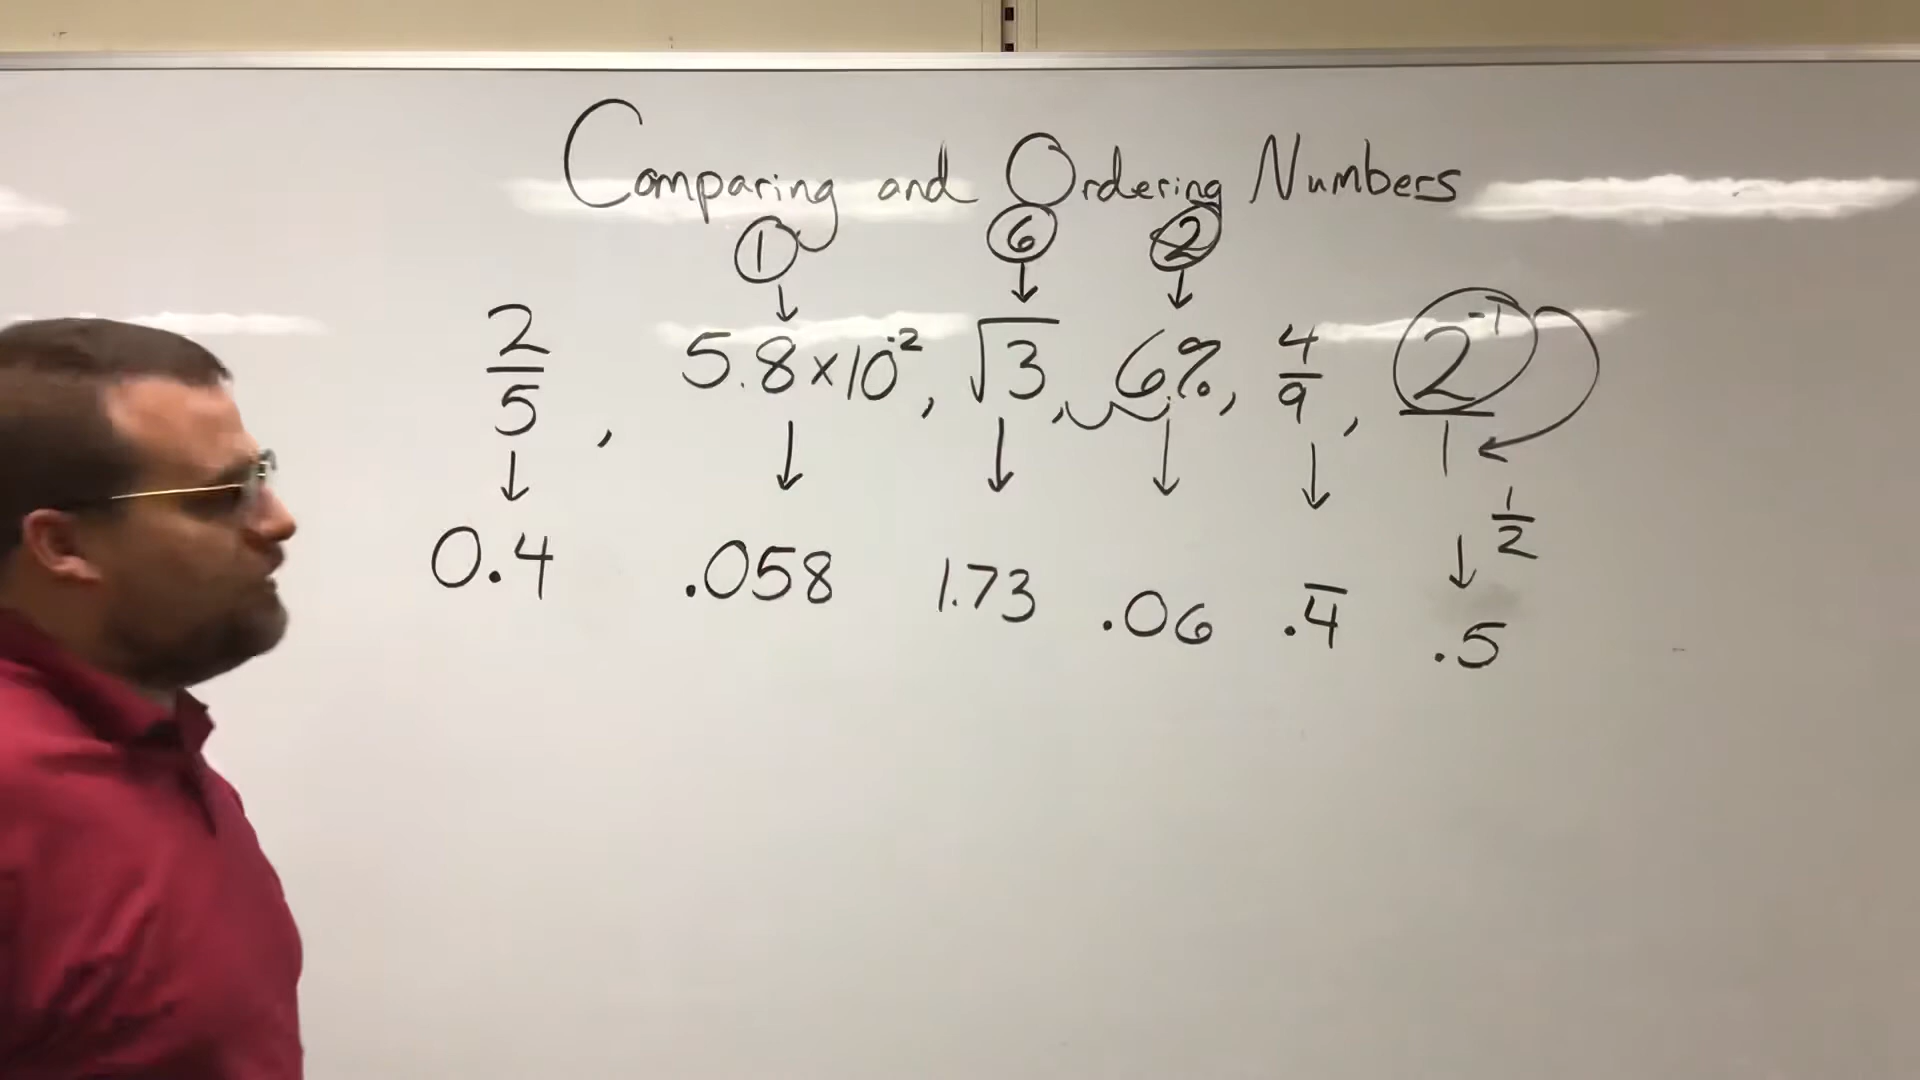 Comparing and Ordering Numbers
① ⑥ ②
↓ ↓ ↓
2/5, 5.8×10⁻², √3, 6%, 4/9, 2⁻¹/1
↓ ↓ ↓ ↓ ↓ ↓ 1/2
0.4 .058 1.73 .06 .4̅ .5